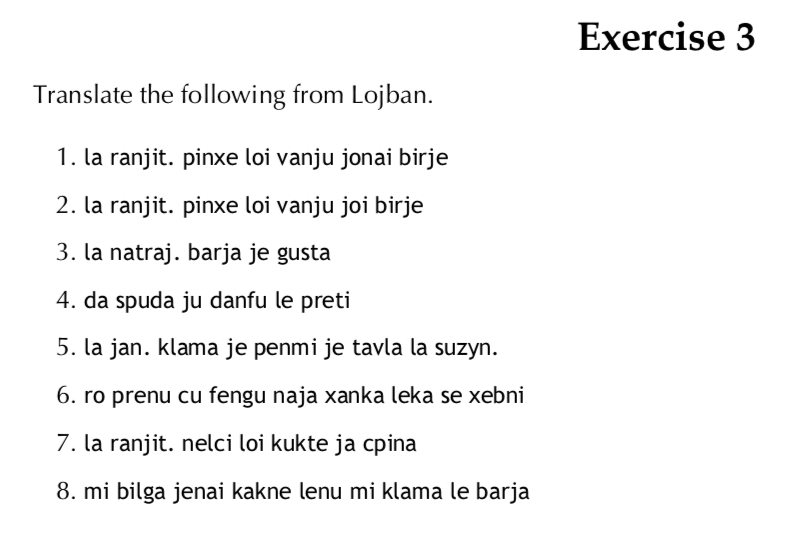 Exercise 3
Translate the following from Lojban.
1. la ranjit. pinxe loi vanju jonai birje
2. la ranjit. pinxe loi vanju joi birje
3. la natraj. barja je gusta
4. da spuda ju danfu le preti
5. la jan. klama je penmi je tavla la suzyn.
6. ro prenu cu fengu naja xanka leka se xebni
7. la ranjit. nelci loi kukte ja cpina
8. mi bilga jenai kakne lenu mi klama le barja